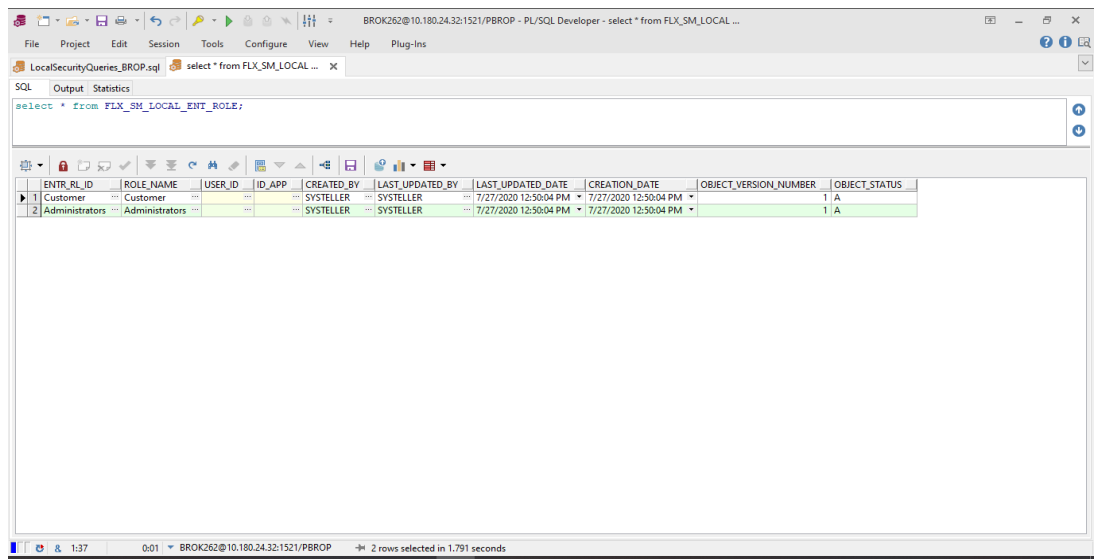 BROK262@10.180.24.32:1521/PBROP - PL/SQL Developer - select * from FLX_SM_LOCAL ...
File Project Edit Session Tools Configure View Help Plug-Ins
LocalSecurityQueries_BROP.sql select * from FLX_SM_LOCAL ...
SQL Output Statistics
select * from FLX_SM_LOCAL_ENT_ROLE;
ENTR_RL_ID ROLE_NAME USER_ID ID_APP CREATED_BY LAST_UPDATED_BY LAST_UPDATED_DATE CREATION_DATE OBJECT_VERSION_NUMBER OBJECT_STATUS
1 Customer ... Customer ... ... ... SYSTELLER ... SYSTELLER ... 7/27/2020 12:50:04 PM 7/27/2020 12:50:04 PM 1 A
2 Administrators ... Administrators ... ... ... SYSTELLER ... SYSTELLER ... 7/27/2020 12:50:04 PM 7/27/2020 12:50:04 PM 1 A
& 1:37 0:01 BROK262@10.180.24.32:1521/PBROP 2 rows selected in 1.791 seconds